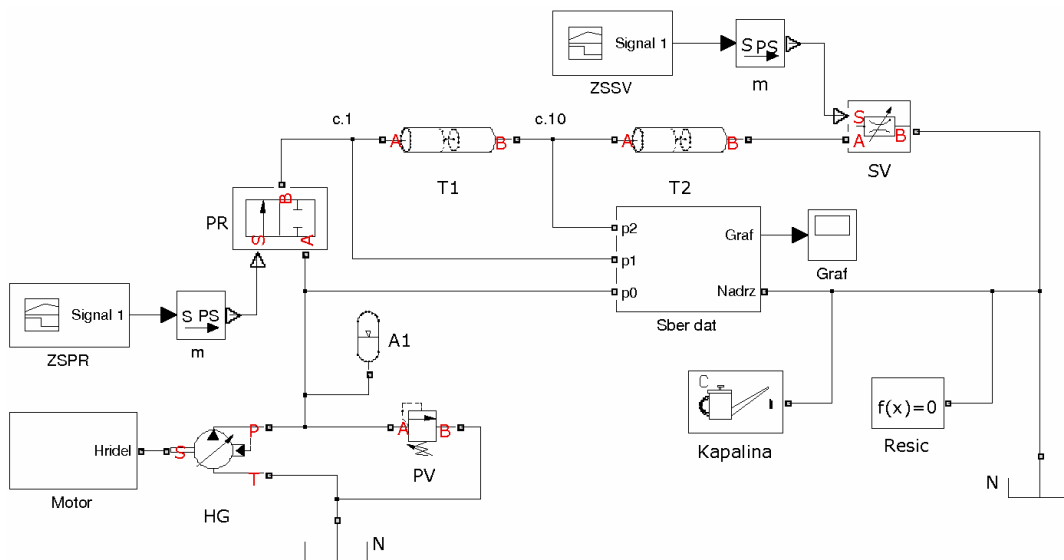 Signal 1
S PS
ZSSV
m
c.1
c.10
S
A
B
A
B
A
B
SV
T1
T2
PR
B
S
A
p2
Graf
p1
p0
Nadrz
Graf
Sber dat
Signal 1
S PS
ZSPR
m
A1
C
Kapalina
f(x)=0
Resic
Hridel
S
P
T
A
B
PV
Motor
HG
N
N